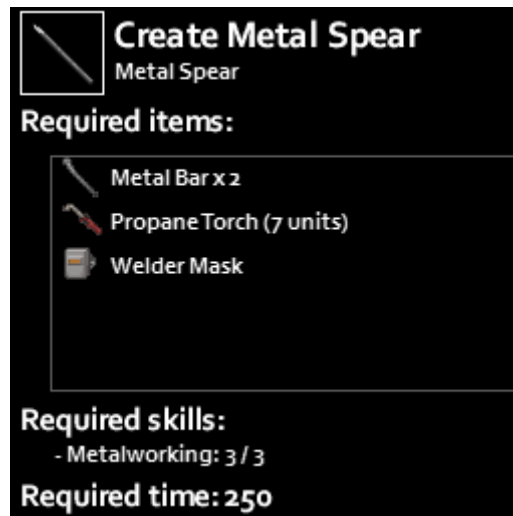 Create Metal Spear
Metal Spear
Required items:
Metal Bar x 2
Propane Torch (7 units)
Welder Mask
Required skills:
- Metalworking: 3 / 3
Required time: 250